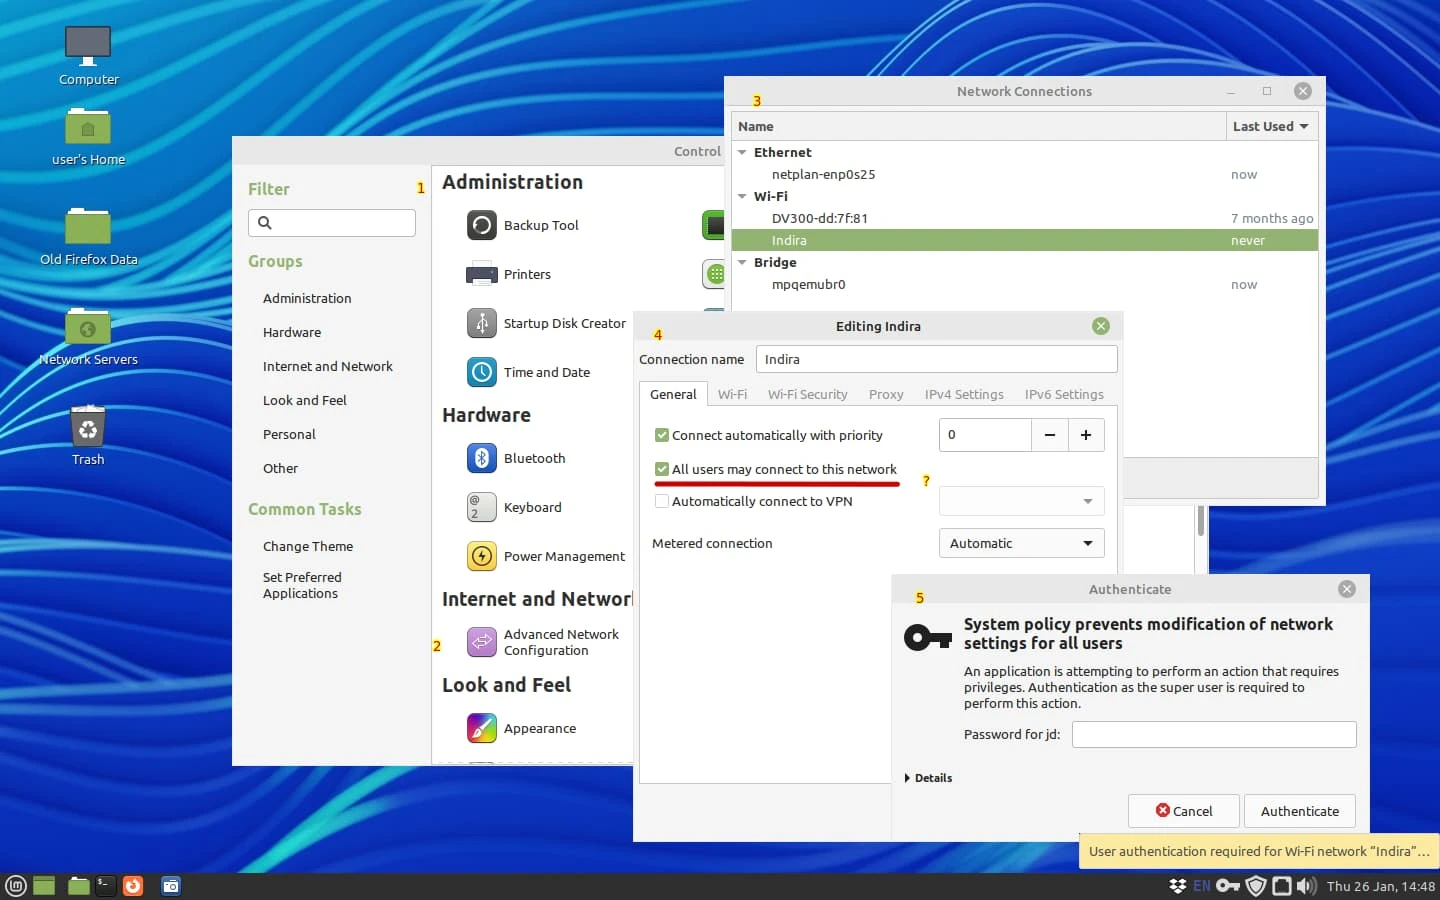 Computer
user's Home
Old Firefox Data
Network Servers
Trash
Control
Filter
1
Groups
Administration
Hardware
Internet and Network
Look and Feel
Personal
Other
Common Tasks
Change Theme
Set Preferred
Applications
Administration
Backup Tool
Printers
Startup Disk Creator
Time and Date
Hardware
Bluetooth
Keyboard
Power Management
Internet and Networ
2
Advanced Network
Configuration
Look and Feel
Appearance
Network Connections
3
Name
Last Used
Ethernet
netplan-enp0s25
now
Wi-Fi
DV300-dd:7f:81
7 months ago
Indira
never
Bridge
mpqemubr0
now
Editing Indira
4
Connection name
Indira
General
Wi-Fi
Wi-Fi Security
Proxy
IPv4 Settings
IPv6 Settings
Connect automatically with priority
0
All users may connect to this network
?
Automatically connect to VPN
Metered connection
Automatic
Authenticate
5
System policy prevents modification of network
settings for all users
An application is attempting to perform an action that requires
privileges. Authentication as the super user is required to
perform this action.
Password for jd:
Details
Cancel
Authenticate
User authentication required for Wi-Fi network “Indira”…
EN
Thu 26 Jan, 14:48